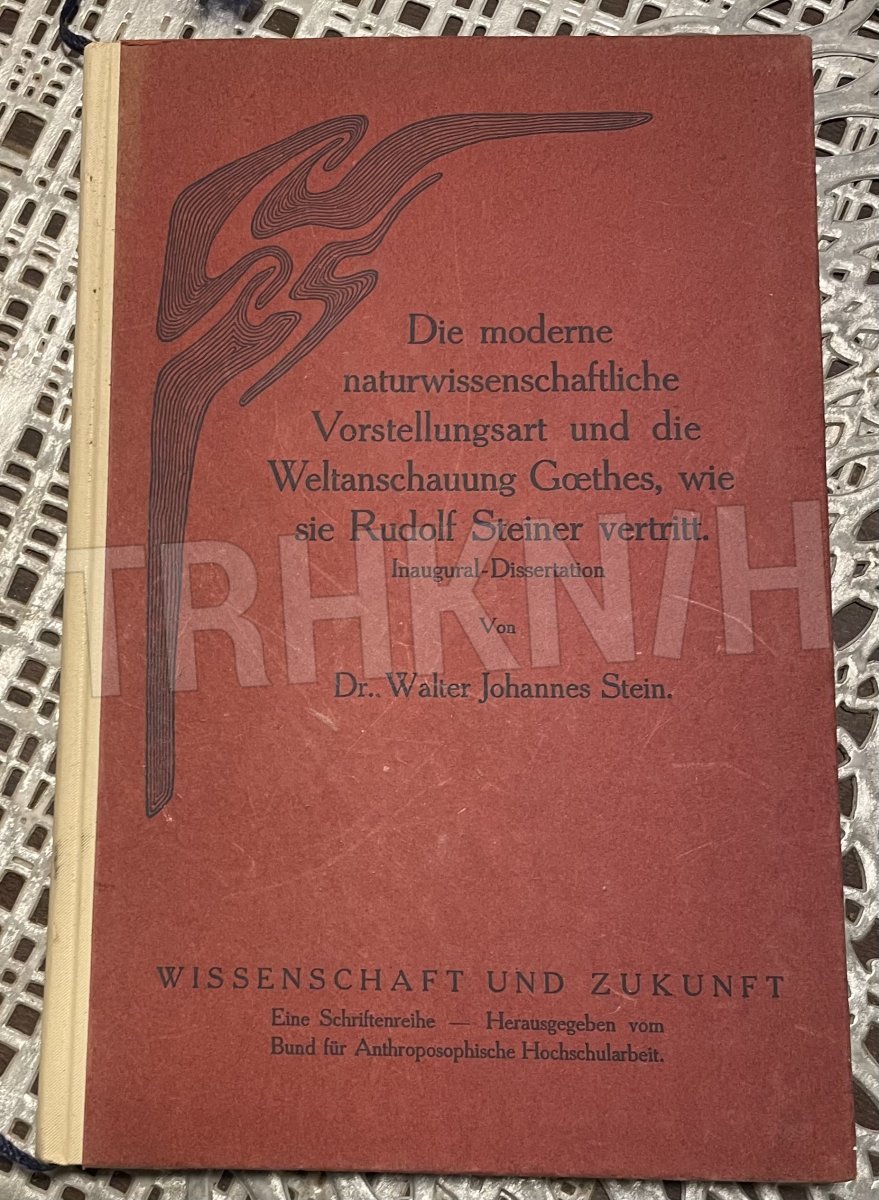 Die moderne
naturwissenschaftliche
Vorstellungsart und die
Weltanschauung Gœthes, wie
sie Rudolf Steiner vertritt.
Inaugural-Dissertation
Von
Dr.. Walter Johannes Stein.
TRHKN/H
WISSENSCHAFT UND ZUKUNFT
Eine Schriftenreihe — Herausgegeben vom
Bund für Anthroposophische Hochschularbeit.